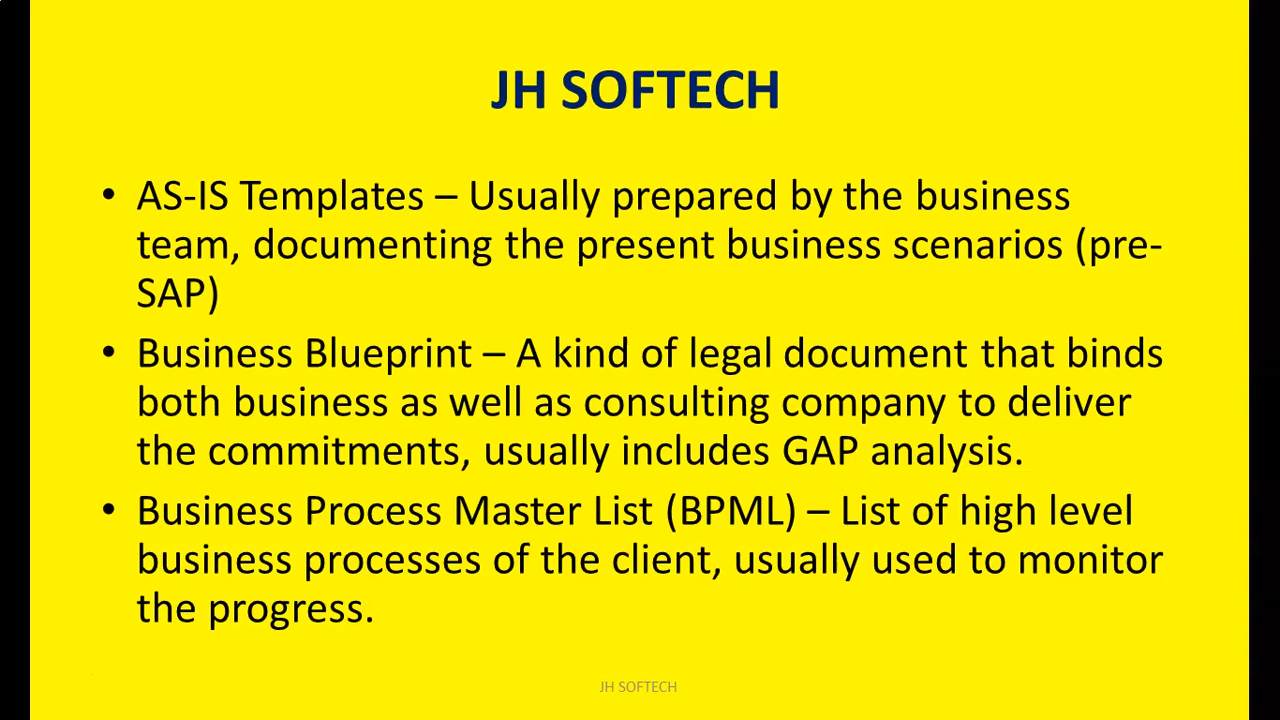 JH SOFTECH
• AS-IS Templates – Usually prepared by the business
team, documenting the present business scenarios (pre-
SAP)
• Business Blueprint – A kind of legal document that binds
both business as well as consulting company to deliver
the commitments, usually includes GAP analysis.
• Business Process Master List (BPML) – List of high level
business processes of the client, usually used to monitor
the progress.
JH SOFTECH